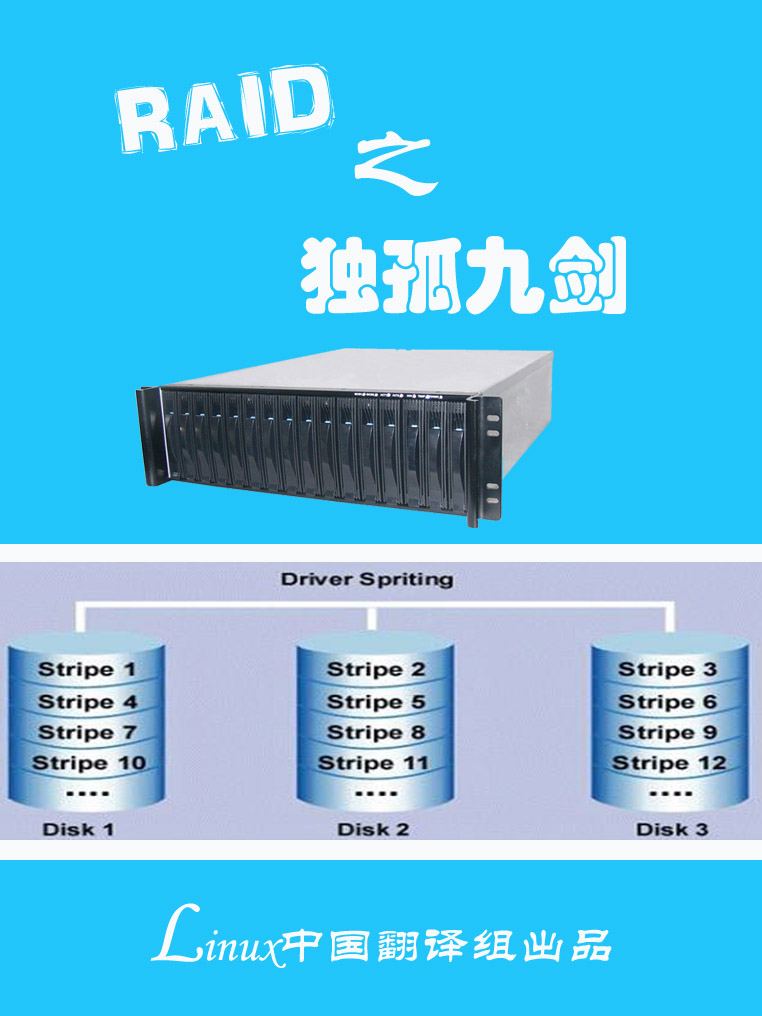 RAID
之
独孤九剑
Driver Spriting
Stripe 1 Stripe 2 Stripe 3
Stripe 4 Stripe 5 Stripe 6
Stripe 7 Stripe 8 Stripe 9
Stripe 10 Stripe 11 Stripe 12
.... .... ....
Disk 1 Disk 2 Disk 3
Linux中国翻译组出品